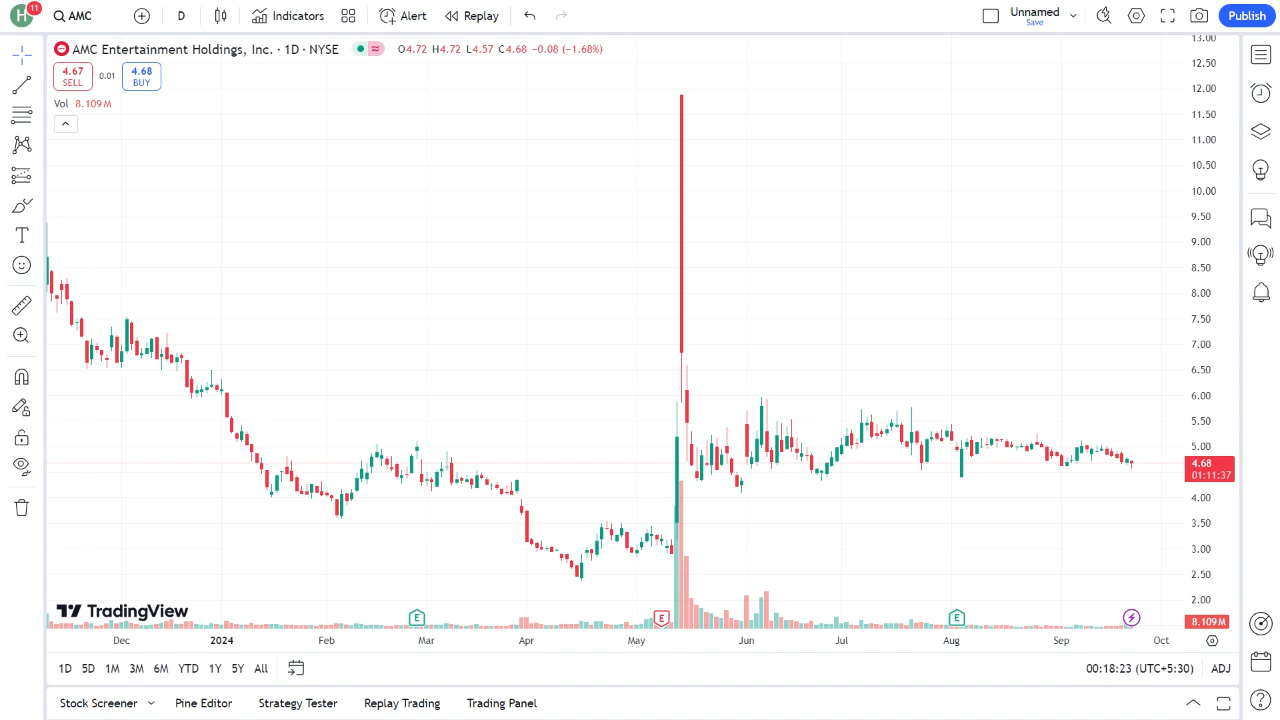 H 11 AMC D Indicators Alert Replay Unnamed Save Publish
AMC Entertainment Holdings, Inc. · 1D · NYSE O4.72 H4.72 L4.57 C4.68 −0.08 (−1.68%)
4.67 SELL 0.01 4.68 BUY
Vol 8.109M
13.00
12.50
12.00
11.50
11.00
10.50
10.00
9.50
9.00
8.50
8.00
7.50
7.00
6.50
6.00
5.50
5.00
4.68
01:11:37
4.00
3.50
3.00
2.50
2.00
8.109M
TradingView
E E E
Dec 2024 Feb Mar Apr May Jun Jul Aug Sep Oct
1D 5D 1M 3M 6M YTD 1Y 5Y All 00:18:23 (UTC+5:30) ADJ
Stock Screener Pine Editor Strategy Tester Replay Trading Trading Panel